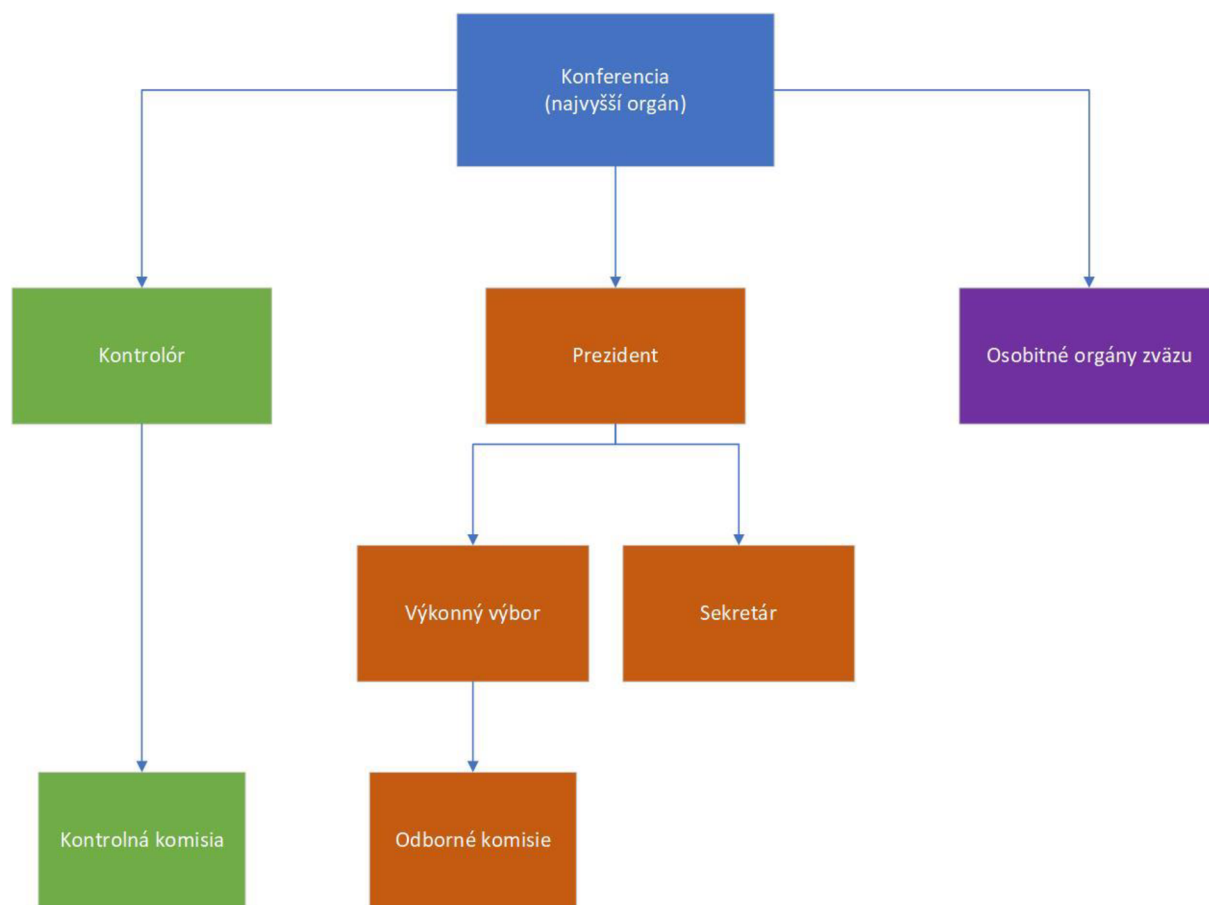 Konferencia
(najvyšší orgán)
Kontrolór
Prezident
Osobitné orgány zväzu
Výkonný výbor
Sekretár
Kontrolná komisia
Odborné komisie